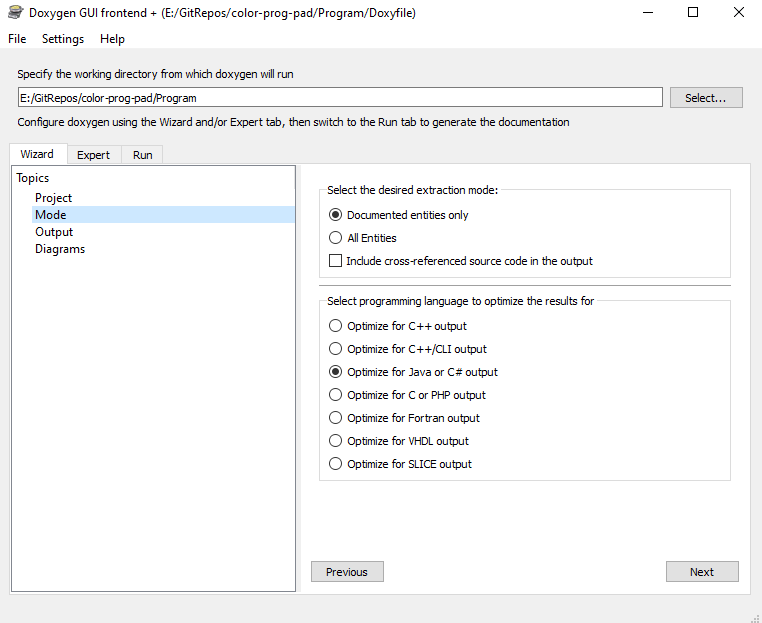 Doxygen GUI frontend + (E:/GitRepos/color-prog-pad/Program/Doxyfile)
File Settings Help
Specify the working directory from which doxygen will run
E:/GitRepos/color-prog-pad/Program Select...
Configure doxygen using the Wizard and/or Expert tab, then switch to the Run tab to generate the documentation
Wizard Expert Run
Topics
Project
Mode
Output
Diagrams
Select the desired extraction mode:
Documented entities only
All Entities
Include cross-referenced source code in the output
Select programming language to optimize the results for
Optimize for C++ output
Optimize for C++/CLI output
Optimize for Java or C# output
Optimize for C or PHP output
Optimize for Fortran output
Optimize for VHDL output
Optimize for SLICE output
Previous Next